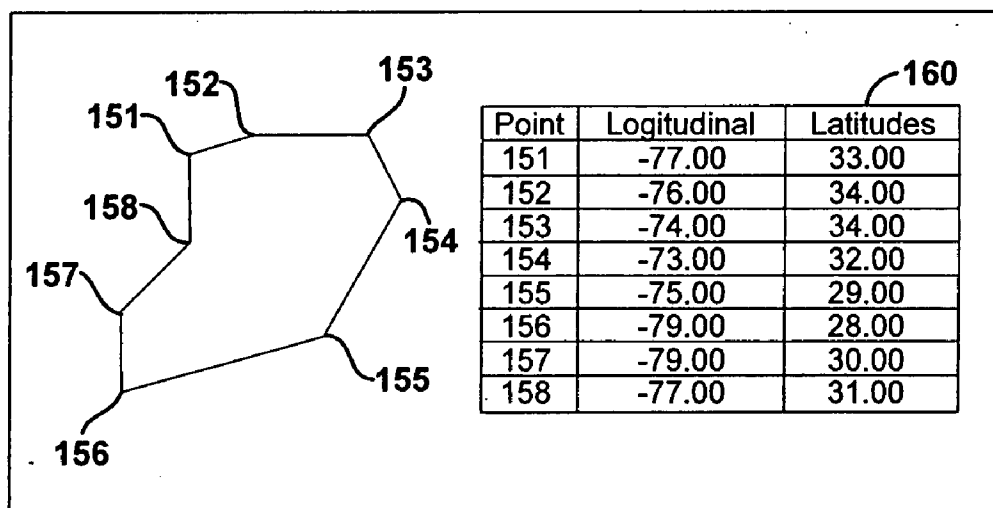 153
152
151
158
154
157
155
156
160
Point Logitudinal Latitudes
151 -77.00 33.00
152 -76.00 34.00
153 -74.00 34.00
154 -73.00 32.00
155 -75.00 29.00
156 -79.00 28.00
157 -79.00 30.00
158 -77.00 31.00